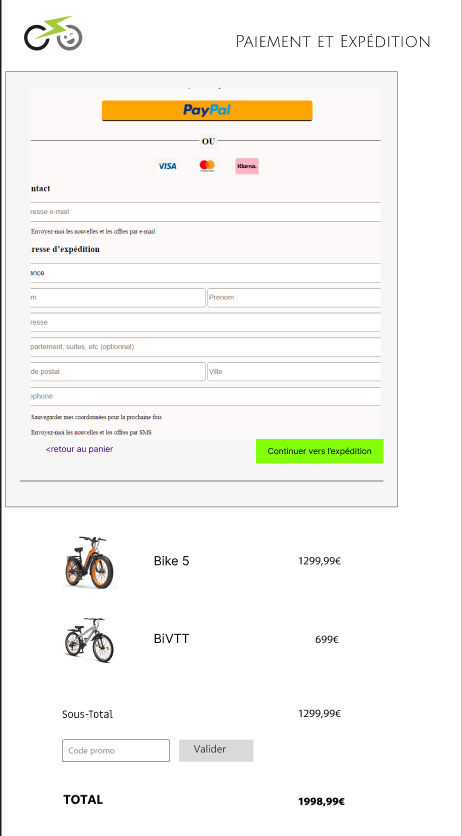 Paiement et Expédition
PayPal
OU
VISA mastercard Klarna.
ntact
resse e-mail
Envoyez-moi les nouvelles et les offres par e-mail
resse d'expédition
ance
m Prenom
resse
partement, suites, etc (optionnel)
de postal Ville
ephone
Sauvegarder mes coordonnées pour la prochaine fois
Envoyez-moi les nouvelles et les offres par SMS
<retour au panier Continuer vers l'expédition
Bike 5 1299,99€
BiVTT 699€
Sous-Total 1299,99€
Code promo Valider
TOTAL 1998,99€